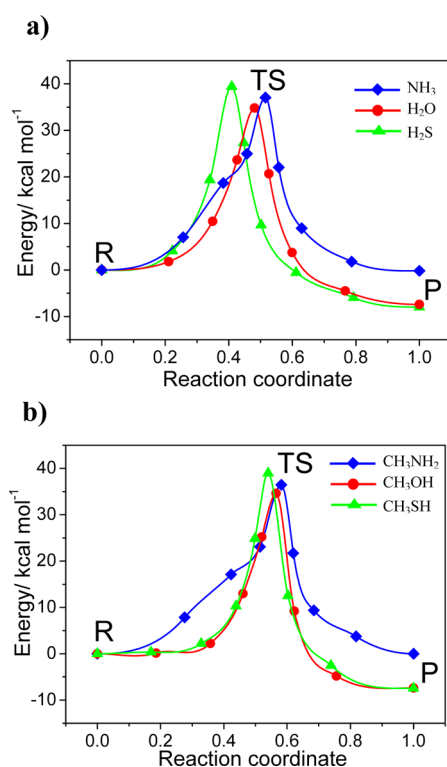 a)
TS
NH₃
H₂O
H₂S
R
P
40
30
20
10
0
-10
Energy/ kcal mol⁻¹
0.0 0.2 0.4 0.6 0.8 1.0
Reaction coordinate
b)
TS
CH₃NH₂
CH₃OH
CH₃SH
R
P
40
30
20
10
0
-10
Energy/ kcal mol⁻¹
0.0 0.2 0.4 0.6 0.8 1.0
Reaction coordinate